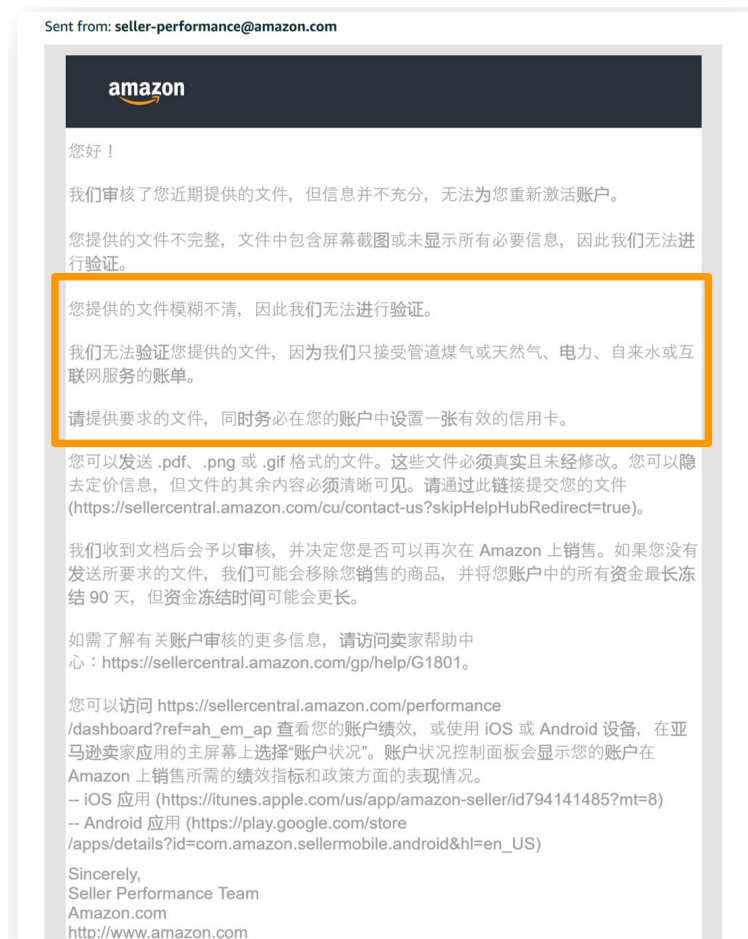 Sent from: seller-performance@amazon.com
amazon
您好！
我们审核了您近期提供的文件，但信息并不充分，无法为您重新激活账户。
您提供的文件不完整，文件中包含屏幕截图或未显示所有必要信息，因此我们无法进
行验证。
您提供的文件模糊不清，因此我们无法进行验证。
我们无法验证您提供的文件，因为我们只接受管道煤气或天然气、电力、自来水或互
联网服务的账单。
请提供要求的文件，同时务必在您的账户中设置一张有效的信用卡。
您可以发送 .pdf、.png 或 .gif 格式的文件。这些文件必须真实且未经修改。您可以隐
去定价信息，但文件的其余内容必须清晰可见。请通过此链接提交您的文件
(https://sellercentral.amazon.com/cu/contact-us?skipHelpHubRedirect=true)。
我们收到文档后会予以审核，并决定您是否可以再次在 Amazon 上销售。如果您没有
发送所要求的文件，我们可能会移除您销售的商品，并将您账户中的所有资金最长冻
结 90 天，但资金冻结时间可能会更长。
如需了解有关账户审核的更多信息，请访问卖家帮助中
心：https://sellercentral.amazon.com/gp/help/G1801。
您可以访问 https://sellercentral.amazon.com/performance
/dashboard?ref=ah_em_ap 查看您的账户绩效，或使用 iOS 或 Android 设备，在亚
马逊卖家应用的主屏幕上选择“账户状况”。账户状况控制面板会显示您的账户在
Amazon 上销售所需的绩效指标和政策方面的表现情况。
-- iOS 应用 (https://itunes.apple.com/us/app/amazon-seller/id794141485?mt=8)
-- Android 应用 (https://play.google.com/store
/apps/details?id=com.amazon.sellermobile.android&hl=en_US)
Sincerely,
Seller Performance Team
Amazon.com
http://www.amazon.com